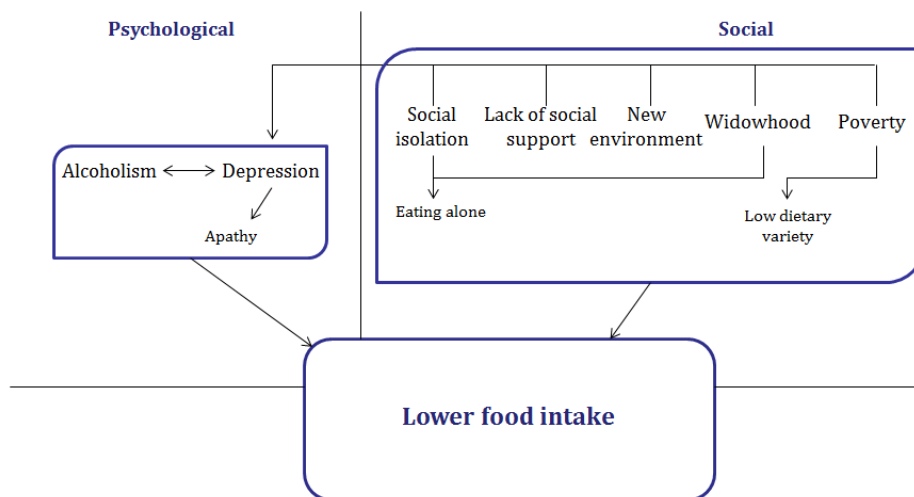 Psychological
Social
Social
isolation
Lack of social
support
New
environment
Widowhood
Poverty
Alcoholism
Depression
Apathy
Eating alone
Low dietary
variety
Lower food intake